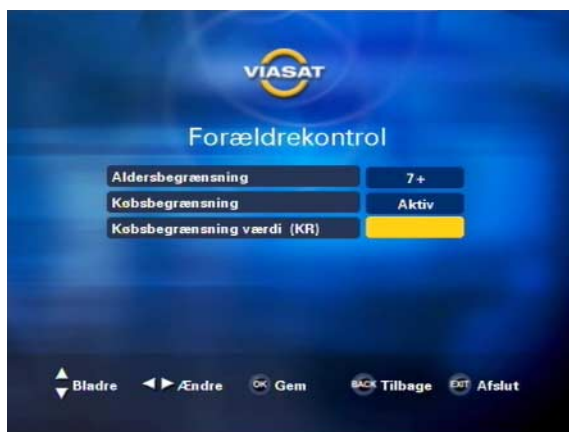 VIASAT
Forældrekontrol
Aldersbegrænsning 7+
Købsbegrænsning Aktiv
Købsbegrænsning værdi (KR)
Bladre Ændre OK Gem BACK Tilbage EXIT Afslut